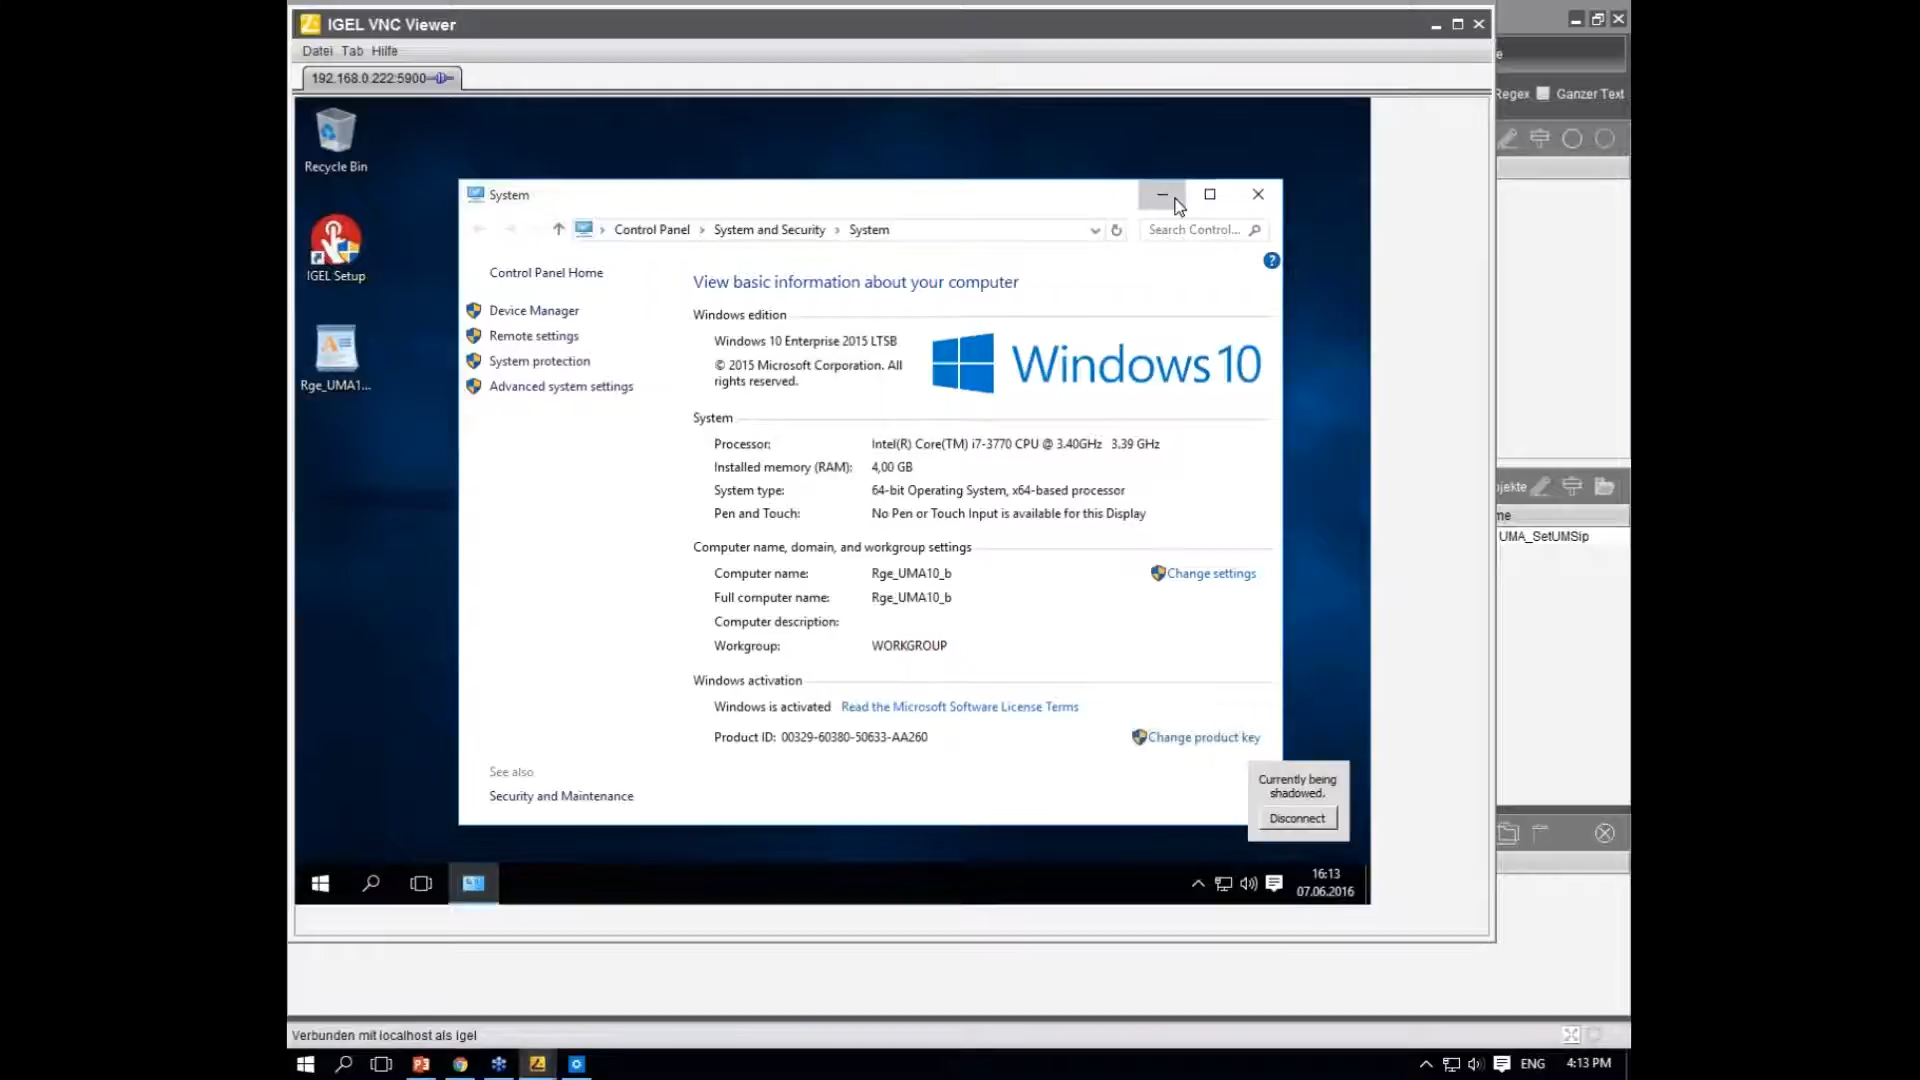 IGEL VNC Viewer
Datei Tab Hilfe
192.168.0.222:5900
e
Regex Ganzer Text
Recycle Bin
IGEL Setup
Rge_UMA1...
System
Control Panel › System and Security › System
Search Control...
Control Panel Home
Device Manager
Remote settings
System protection
Advanced system settings
View basic information about your computer
Windows edition
Windows 10 Enterprise 2015 LTSB
© 2015 Microsoft Corporation. All
rights reserved.
Windows 10
System
Processor: Intel(R) Core(TM) i7-3770 CPU @ 3.40GHz 3.39 GHz
Installed memory (RAM): 4,00 GB
System type: 64-bit Operating System, x64-based processor
Pen and Touch: No Pen or Touch Input is available for this Display
Computer name, domain, and workgroup settings
Computer name: Rge_UMA10_b
Change settings
Full computer name: Rge_UMA10_b
Computer description:
Workgroup: WORKGROUP
Windows activation
Windows is activated Read the Microsoft Software License Terms
Product ID: 00329-60380-50633-AA260
Change product key
See also
Security and Maintenance
Currently being
shadowed.
Disconnect
16:13
07.06.2016
jekte
me
UMA_SetUMSip
Verbunden mit localhost als igel
ENG
4:13 PM